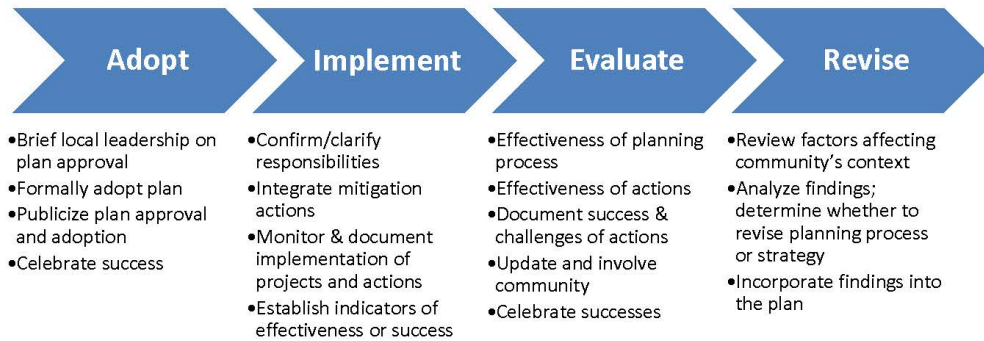 Adopt
•Brief local leadership on
plan approval
•Formally adopt plan
•Publicize plan approval
and adoption
•Celebrate success
Implement
•Confirm/clarify
responsibilities
•Integrate mitigation
actions
•Monitor & document
implementation of
projects and actions
•Establish indicators of
effectiveness or success
Evaluate
•Effectiveness of planning
process
•Effectiveness of actions
•Document success &
challenges of actions
•Update and involve
community
•Celebrate successes
Revise
•Review factors affecting
community’s context
•Analyze findings;
determine whether to
revise planning process
or strategy
•Incorporate findings into
the plan